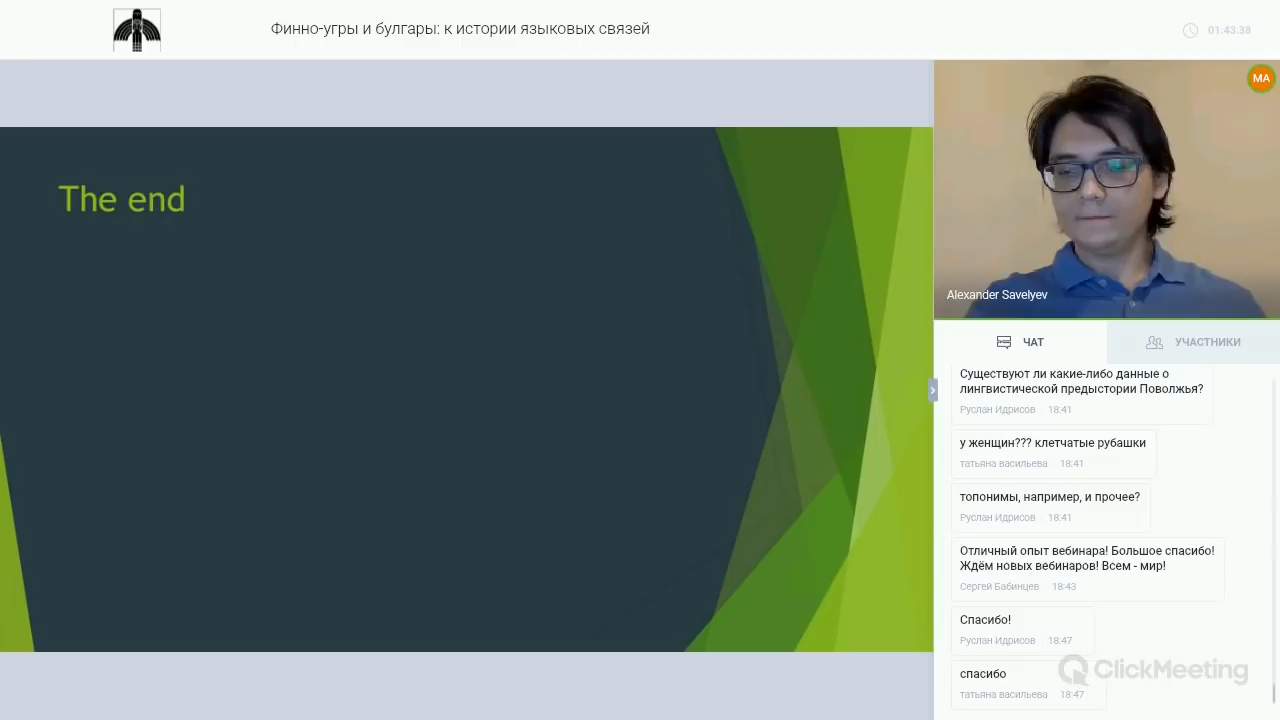 Финно-угры и булгары: к истории языковых связей
01:43:38
The end
MA
Alexander Savelyev
ЧАТ
УЧАСТНИКИ
Существуют ли какие-либо данные о
лингвистической предыстории Поволжья?
Руслан Идрисов 18:41
у женщин??? клетчатые рубашки
татьяна васильева 18:41
топонимы, например, и прочее?
Руслан Идрисов 18:41
Отличный опыт вебинара! Большое спасибо!
Ждём новых вебинаров! Всем - мир!
Сергей Бабинцев 18:43
Спасибо!
Руслан Идрисов 18:47
спасибо
татьяна васильева 18:47
ClickMeeting